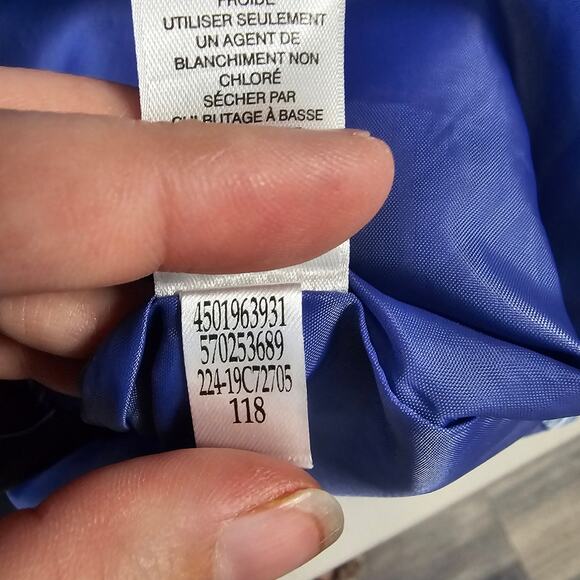 FROIDE
UTILISER SEULEMENT
UN AGENT DE
BLANCHIMENT NON
CHLORÉ
SÉCHER PAR
CULBUTAGE À BASSE
4501963931
570253689
224-19C72705
118